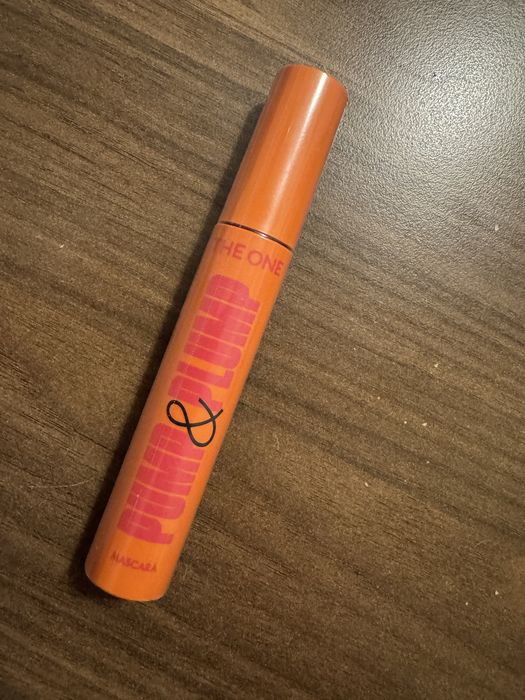 THE ONE
PUMP & PLUMP
MASCARA